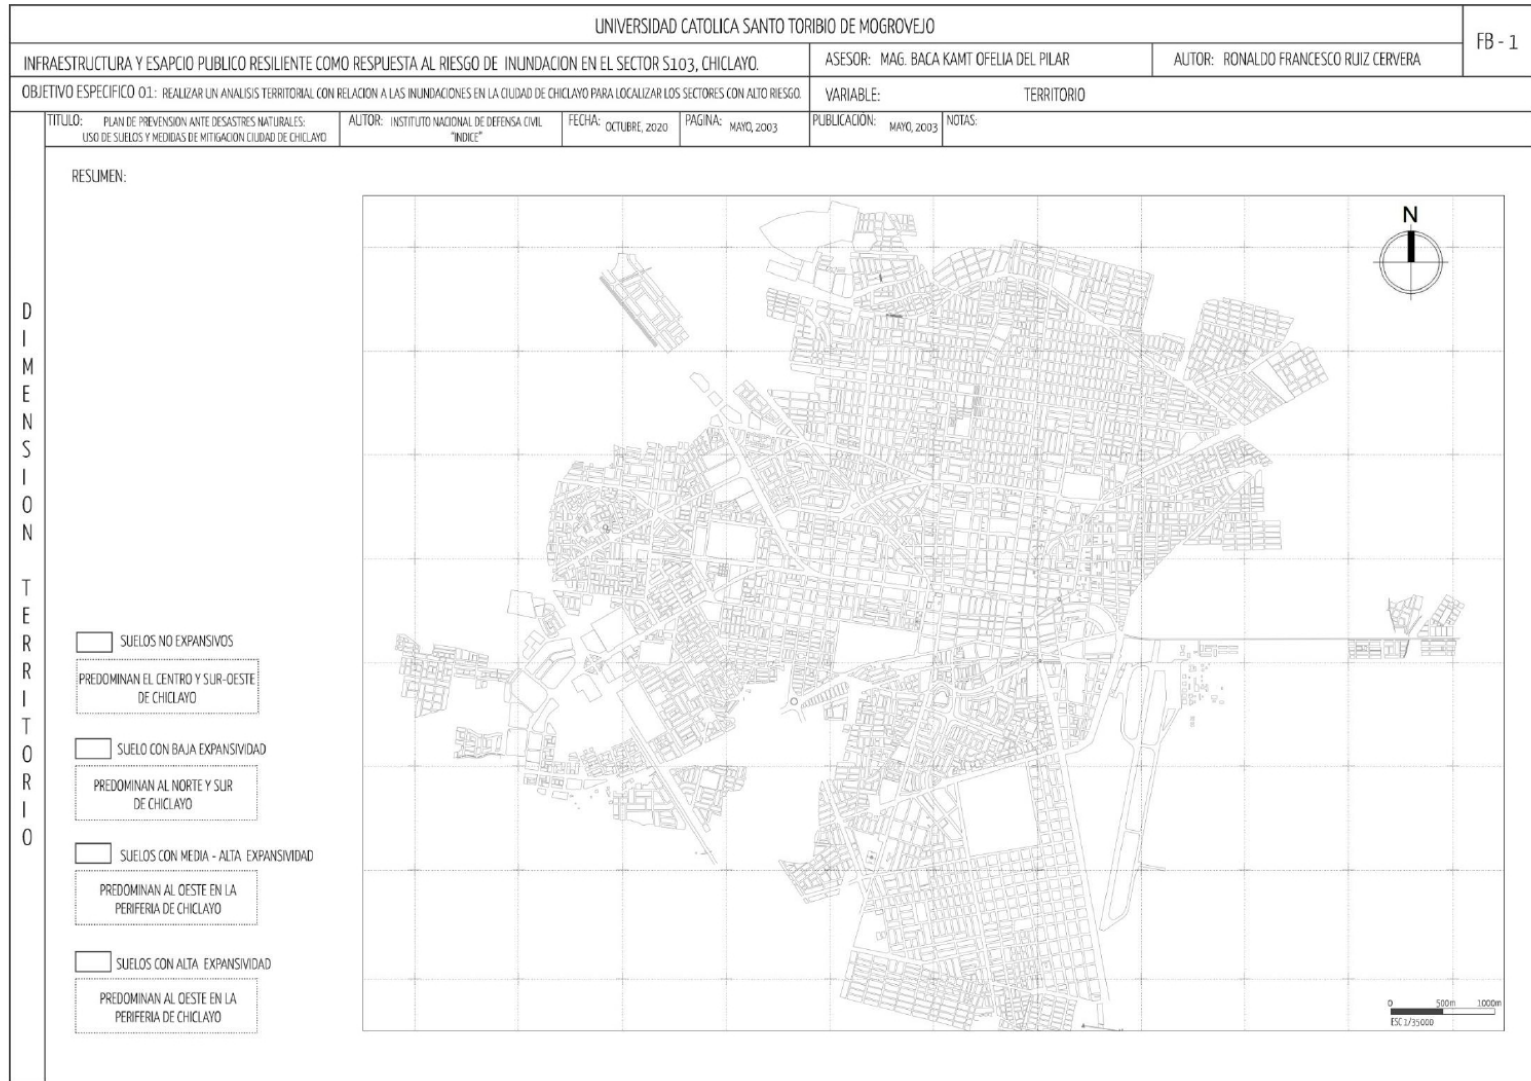 UNIVERSIDAD CATOLICA SANTO TORIBIO DE MOGROVEJO
FB - 1
INFRAESTRUCTURA Y ESAPCIO PUBLICO RESILIENTE COMO RESPUESTA AL RIESGO DE INUNDACION EN EL SECTOR S103, CHICLAYO.
ASESOR: MAG. BACA KAMT OFELIA DEL PILAR
AUTOR: RONALDO FRANCESCO RUIZ CERVERA
OBJETIVO ESPECIFICO 01: REALIZAR UN ANALISIS TERRITORIAL CON RELACION A LAS INUNDACIONES EN LA CIUDAD DE CHICLAYO PARA LOCALIZAR LOS SECTORES CON ALTO RIESGO.
VARIABLE: TERRITORIO
TITULO: PLAN DE PREVENSION ANTE DESASTRES NATURALES:
USO DE SUELOS Y MEDIDAS DE MITIGACION CIUDAD DE CHICLAYO
AUTOR: INSTITUTO NACIONAL DE DEFENSA CIVIL
"INDICE"
FECHA: OCTUBRE, 2020
PAGINA: MAYO, 2003
PUBLICACIÓN: MAYO, 2003
NOTAS:
RESUMEN:
DIMENSION TERRITORIO
N
SUELOS NO EXPANSIVOS
PREDOMINAN EL CENTRO Y SUR-OESTE
DE CHICLAYO
SUELO CON BAJA EXPANSIVIDAD
PREDOMINAN AL NORTE Y SUR
DE CHICLAYO
SUELOS CON MEDIA - ALTA EXPANSIVIDAD
PREDOMINAN AL OESTE EN LA
PERIFERIA DE CHICLAYO
SUELOS CON ALTA EXPANSIVIDAD
PREDOMINAN AL OESTE EN LA
PERIFERIA DE CHICLAYO
0 500m 1000m
ESC 1/35000